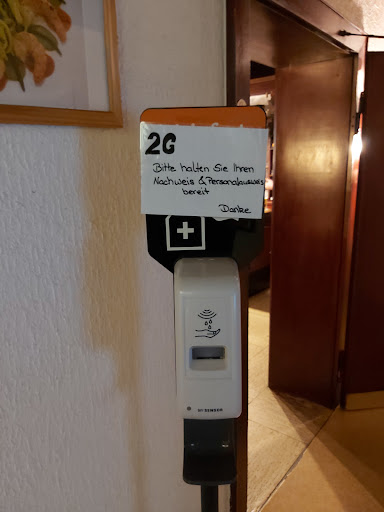 2G
Bitte halten Sie Ihren
Nachweis & Personalausweis
bereit
Danke